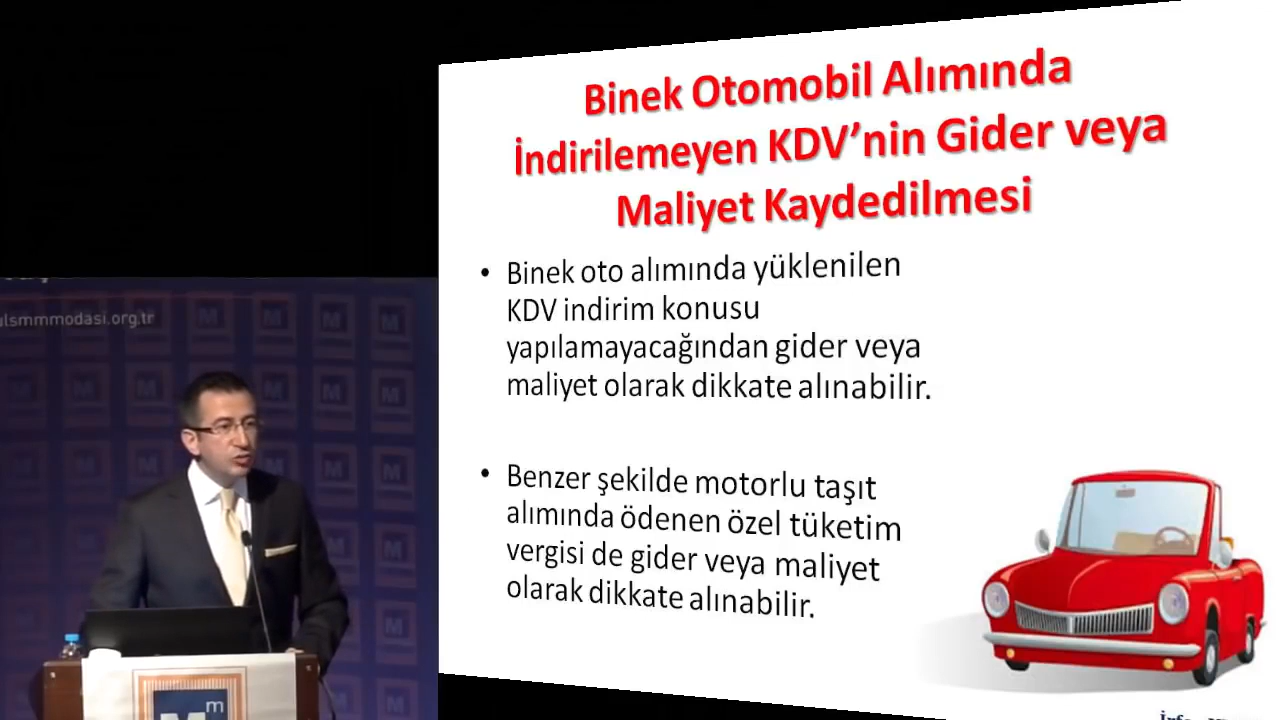 Binek Otomobil Alımında
İndirilemeyen KDV’nin Gider veya
Maliyet Kaydedilmesi
• Binek oto alımında yüklenilen
KDV indirim konusu
yapılamayacağından gider veya
maliyet olarak dikkate alınabilir.
• Benzer şekilde motorlu taşıt
alımında ödenen özel tüketim
vergisi de gider veya maliyet
olarak dikkate alınabilir.
ulsmmmodasi.org.tr
M m